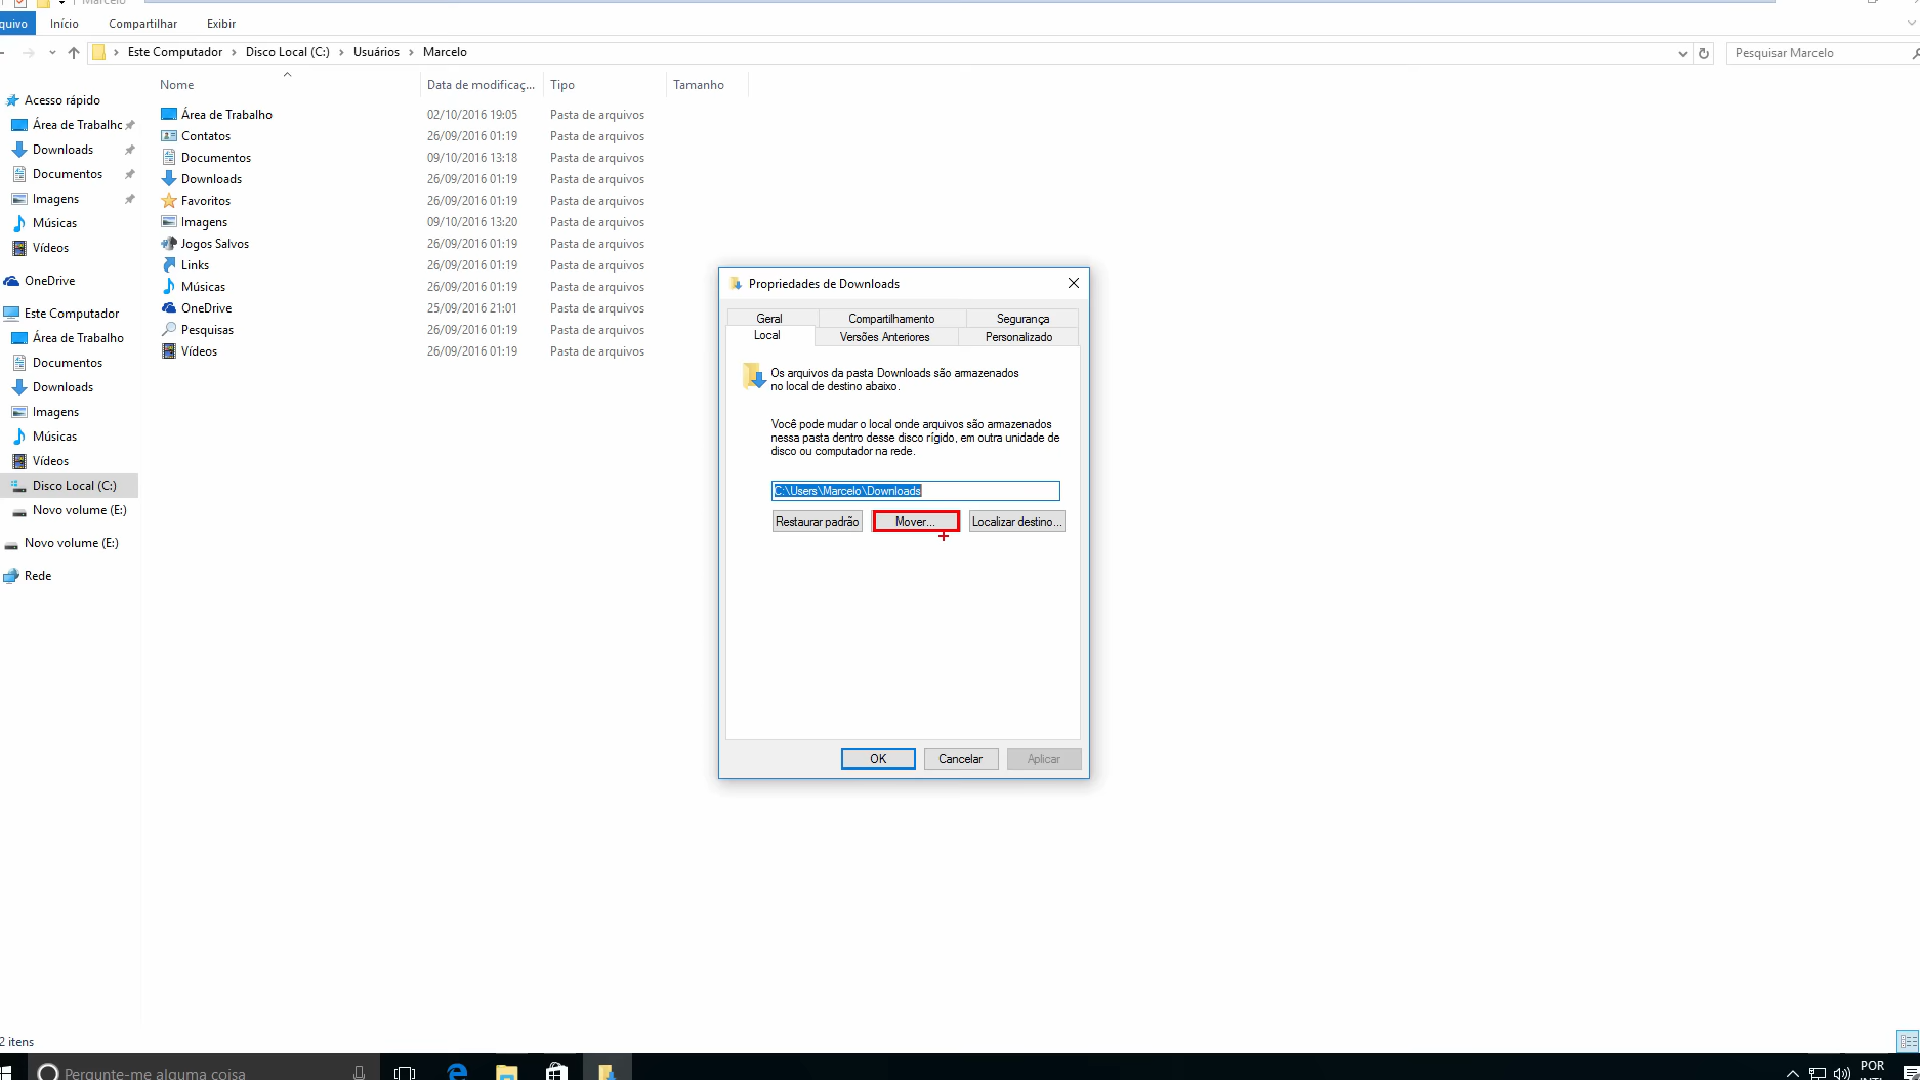 Marcelo
quivo Início Compartilhar Exibir
Este Computador › Disco Local (C:) › Usuários › Marcelo
Pesquisar Marcelo
Nome Data de modificaç... Tipo Tamanho
Acesso rápido
Área de Trabalho
Downloads
Documentos
Imagens
Músicas
Vídeos
OneDrive
Este Computador
Área de Trabalho
Documentos
Downloads
Imagens
Músicas
Vídeos
Disco Local (C:)
Novo volume (E:)
Novo volume (E:)
Rede
Área de Trabalho 02/10/2016 19:05 Pasta de arquivos
Contatos 26/09/2016 01:19 Pasta de arquivos
Documentos 09/10/2016 13:18 Pasta de arquivos
Downloads 26/09/2016 01:19 Pasta de arquivos
Favoritos 26/09/2016 01:19 Pasta de arquivos
Imagens 09/10/2016 13:20 Pasta de arquivos
Jogos Salvos 26/09/2016 01:19 Pasta de arquivos
Links 26/09/2016 01:19 Pasta de arquivos
Músicas 26/09/2016 01:19 Pasta de arquivos
OneDrive 25/09/2016 21:01 Pasta de arquivos
Pesquisas 26/09/2016 01:19 Pasta de arquivos
Vídeos 26/09/2016 01:19 Pasta de arquivos
Propriedades de Downloads
Geral Compartilhamento Segurança
Local Versões Anteriores Personalizado
Os arquivos da pasta Downloads são armazenados
no local de destino abaixo.
Você pode mudar o local onde arquivos são armazenados
nessa pasta dentro desse disco rígido, em outra unidade de
disco ou computador na rede.
C:\Users\Marcelo\Downloads
Restaurar padrão Mover... Localizar destino...
OK Cancelar Aplicar
2 itens
Pergunte-me alguma coisa
POR